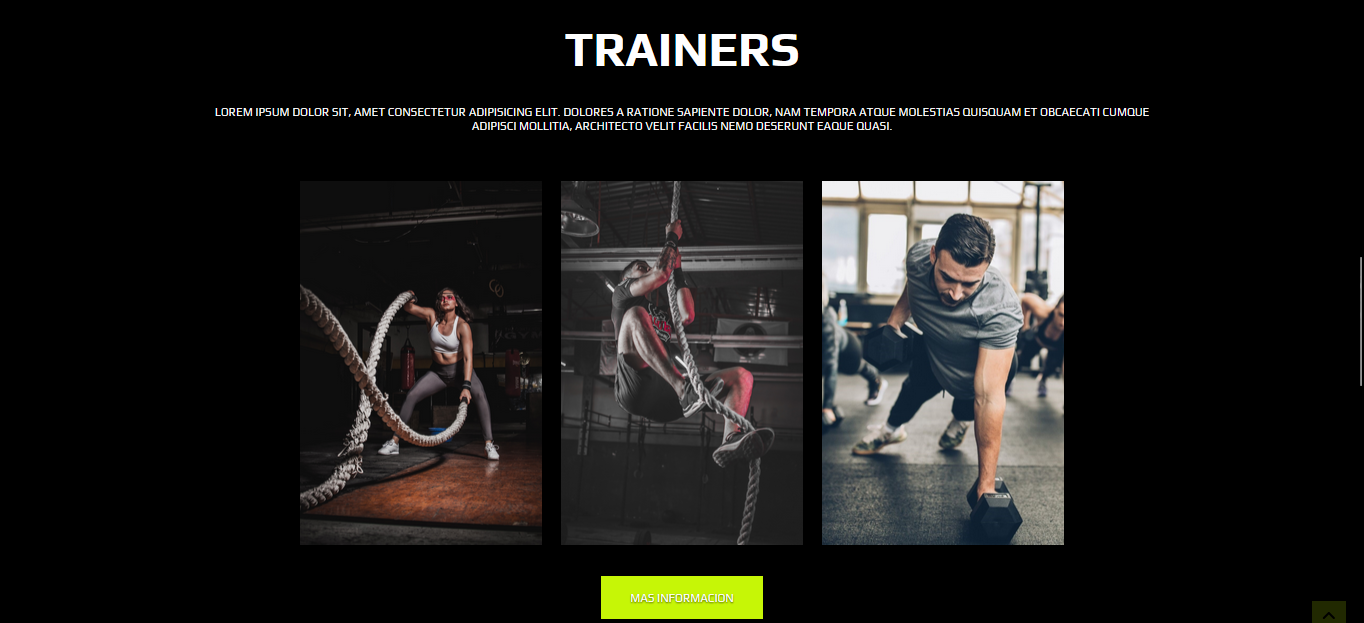 TRAINERS
LOREM IPSUM DOLOR SIT, AMET CONSECTETUR ADIPISICING ELIT. DOLORES A RATIONE SAPIENTE DOLOR, NAM TEMPORA ATQUE MOLESTIAS QUISQUAM ET OBCAECATI CUMQUE
ADIPISCI MOLLITIA, ARCHITECTO VELIT FACILIS NEMO DESERUNT EAQUE QUASI.
MAS INFORMACION